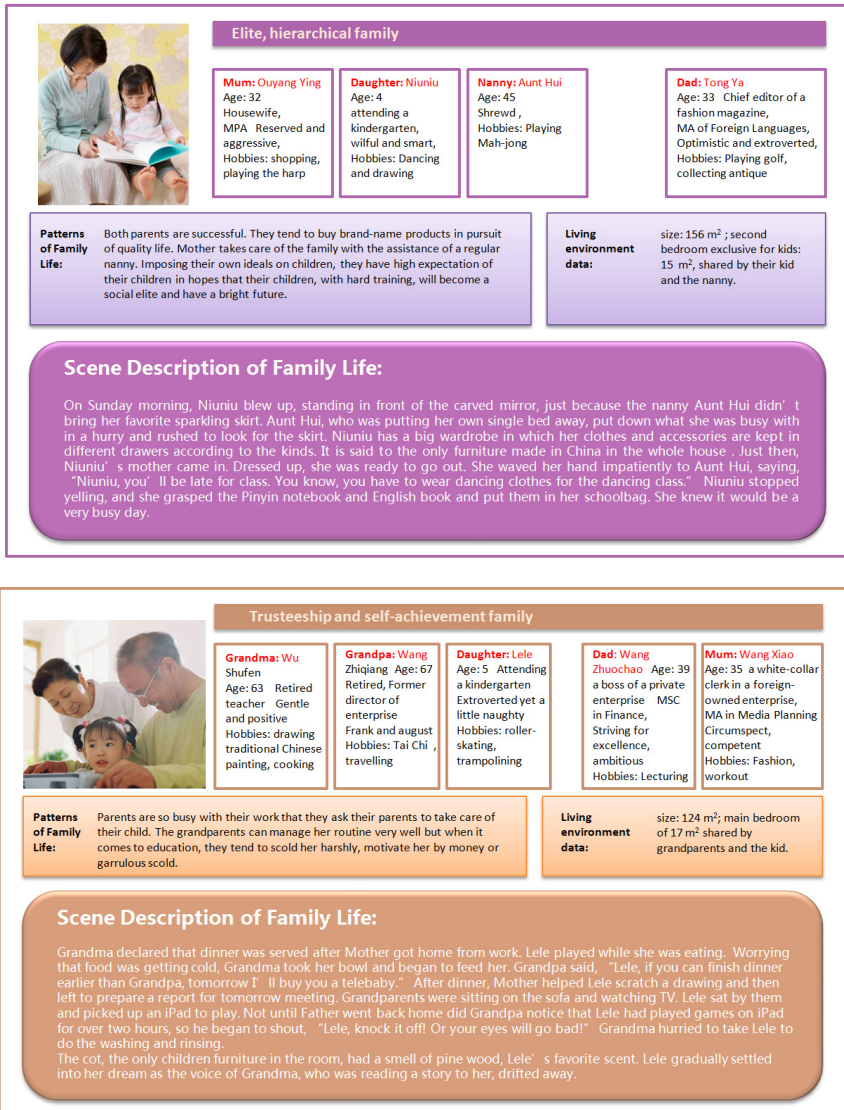 Elite, hierarchical family
Mum: Ouyang Ying
Age: 32
Housewife,
MPA Reserved and
aggressive,
Hobbies: shopping,
playing the harp
Daughter: Niuniu
Age: 4
attending a
kindergarten,
wilful and smart,
Hobbies: Dancing
and drawing
Nanny: Aunt Hui
Age: 45
Shrewd ,
Hobbies: Playing
Mah-jong
Dad: Tong Ya
Age: 33 Chief editor of a
fashion magazine,
MA of Foreign Languages,
Optimistic and extroverted,
Hobbies: Playing golf,
collecting antique
Patterns
of Family
Life:
Both parents are successful. They tend to buy brand-name products in pursuit
of quality life. Mother takes care of the family with the assistance of a regular
nanny. Imposing their own ideals on children, they have high expectation of
their children in hopes that their children, with hard training, will become a
social elite and have a bright future.
Living
environment
data:
size: 156 m² ; second
bedroom exclusive for kids:
15 m², shared by their kid
and the nanny.
Scene Description of Family Life:
On Sunday morning, Niuniu blew up, standing in front of the carved mirror, just because the nanny Aunt Hui didn't
bring her favorite sparkling skirt. Aunt Hui, who was putting her own single bed away, put down what she was busy with
in a hurry and rushed to look for the skirt. Niuniu has a big wardrobe in which her clothes and accessories are kept in
different drawers according to the kinds. It is said to the only furniture made in China in the whole house . Just then,
Niuniu's mother came in. Dressed up, she was ready to go out. She waved her hand impatiently to Aunt Hui, saying,
"Niuniu, you'll be late for class. You know, you have to wear dancing clothes for the dancing class." Niuniu stopped
yelling, and she grasped the Pinyin notebook and English book and put them in her schoolbag. She knew it would be a
very busy day.
Trusteeship and self-achievement family
Grandma: Wu
Shufen
Age: 63 Retired
teacher Gentle
and positive
Hobbies: drawing
traditional Chinese
painting, cooking
Grandpa: Wang
Zhiqiang Age: 67
Retired, Former
director of
enterprise
Frank and august
Hobbies: Tai Chi ,
travelling
Daughter: Lele
Age: 5 Attending
a kindergarten
Extroverted yet a
little naughty
Hobbies: roller-
skating,
trampolining
Dad: Wang
Zhuochao Age: 39
a boss of a private
enterprise MSC
in Finance,
Striving for
excellence,
ambitious
Hobbies: Lecturing
Mum: Wang Xiao
Age: 35 a white-collar
clerk in a foreign-
owned enterprise,
MA in Media Planning
Circumspect,
competent
Hobbies: Fashion,
workout
Patterns
of Family
Life:
Parents are so busy with their work that they ask their parents to take care of
their child. The grandparents can manage her routine very well but when it
comes to education, they tend to scold her harshly, motivate her by money or
garrulous scold.
Living
environment
data:
size: 124 m²; main bedroom
of 17 m² shared by
grandparents and the kid.
Scene Description of Family Life:
Grandma declared that dinner was served after Mother got home from work. Lele played while she was eating. Worrying
that food was getting cold, Grandma took her bowl and began to feed her. Grandpa said, "Lele, if you can finish dinner
earlier than Grandpa, tomorrow I'll buy you a telebaby." After dinner, Mother helped Lele scratch a drawing and then
left to prepare a report for tomorrow meeting. Grandparents were sitting on the sofa and watching TV. Lele sat by them
and picked up an iPad to play. Not until Father went back home did Grandpa notice that Lele had played games on iPad
for over two hours, so he began to shout, "Lele, knock it off! Or your eyes will go bad!" Grandma hurried to take Lele to
do the washing and rinsing.
The cot, the only children furniture in the room, had a smell of pine wood, Lele's favorite scent. Lele gradually settled
into her dream as the voice of Grandma, who was reading a story to her, drifted away.